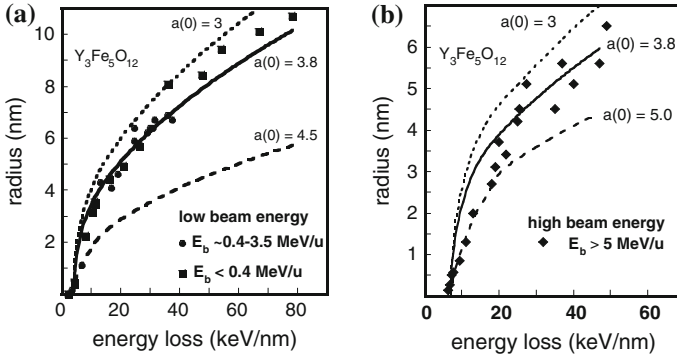 (a)
10
8
6
4
2
0
radius (nm)
Y3Fe5O12
a(0) = 3
a(0) = 3.8
a(0) = 4.5
low beam energy
● Eb ~0.4-3.5 MeV/u
■ Eb < 0.4 MeV/u
0 20 40 60 80
energy loss (keV/nm)
(b)
6
5
4
3
2
1
radius (nm)
Y3Fe5O12
a(0) = 3
a(0) = 3.8
a(0) = 5.0
high beam energy
◆ Eb > 5 MeV/u
0 20 40 60
energy loss (keV/nm)